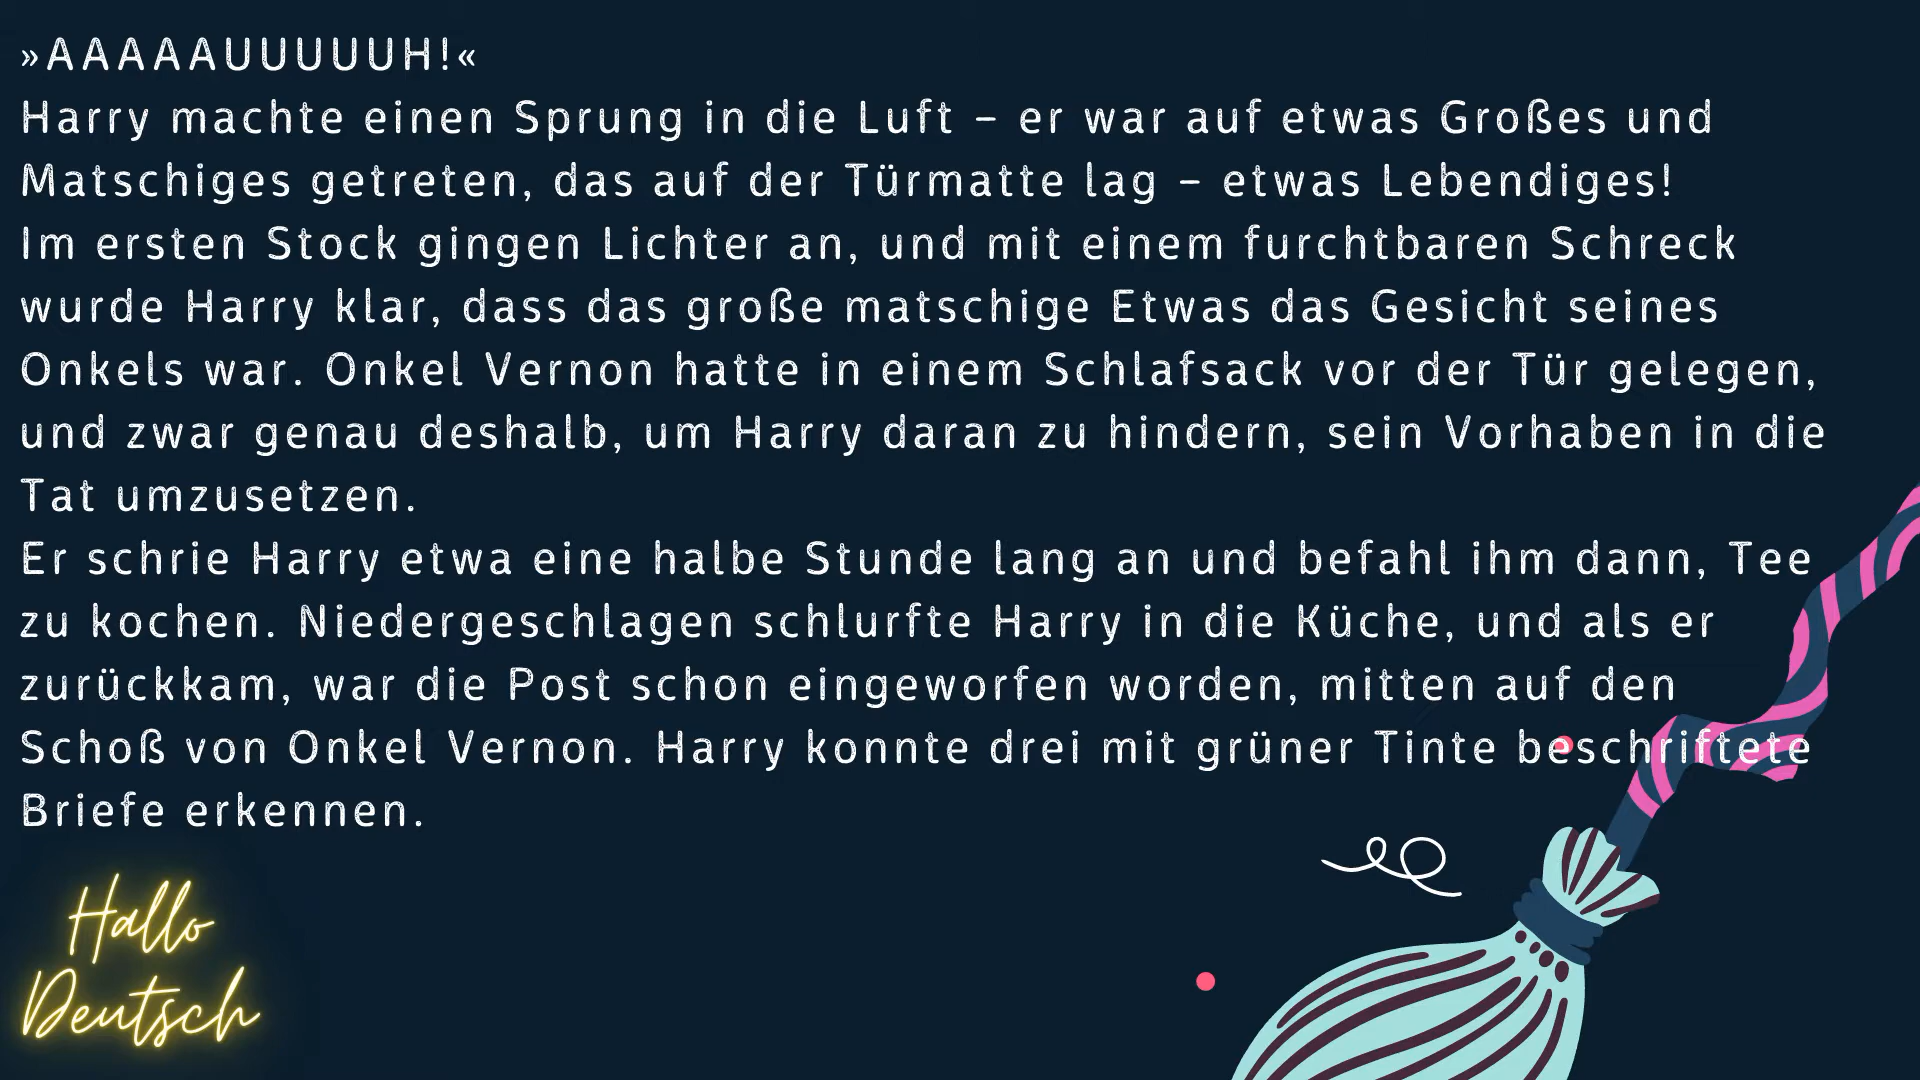 »AAAAAUUUUUUH!«
Harry machte einen Sprung in die Luft – er war auf etwas Großes und
Matschiges getreten, das auf der Türmatte lag – etwas Lebendiges!
Im ersten Stock gingen Lichter an, und mit einem furchtbaren Schreck
wurde Harry klar, dass das große matschige Etwas das Gesicht seines
Onkels war. Onkel Vernon hatte in einem Schlafsack vor der Tür gelegen,
und zwar genau deshalb, um Harry daran zu hindern, sein Vorhaben in die
Tat umzusetzen.
Er schrie Harry etwa eine halbe Stunde lang an und befahl ihm dann, Tee
zu kochen. Niedergeschlagen schlurfte Harry in die Küche, und als er
zurückkam, war die Post schon eingeworfen worden, mitten auf den
Schoß von Onkel Vernon. Harry konnte drei mit grüner Tinte beschriftete
Briefe erkennen.
Hallo
Deutsch